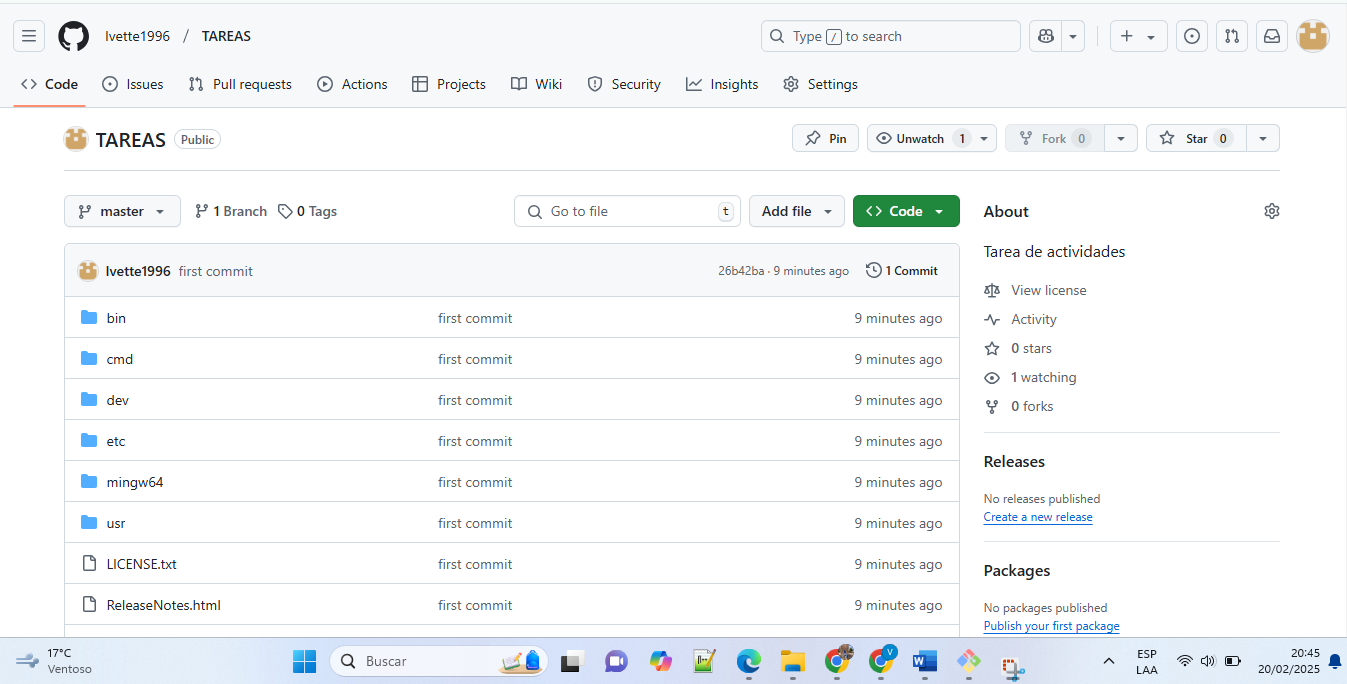 Ivette1996 / TAREAS
Type / to search
Code Issues Pull requests Actions Projects Wiki Security Insights Settings
TAREAS Public
Pin Unwatch 1 Fork 0 Star 0
master 1 Branch 0 Tags
Go to file t Add file Code
Ivette1996 first commit 26b42ba · 9 minutes ago 1 Commit
bin first commit 9 minutes ago
cmd first commit 9 minutes ago
dev first commit 9 minutes ago
etc first commit 9 minutes ago
mingw64 first commit 9 minutes ago
usr first commit 9 minutes ago
LICENSE.txt first commit 9 minutes ago
ReleaseNotes.html first commit 9 minutes ago
About
Tarea de actividades
View license
Activity
0 stars
1 watching
0 forks
Releases
No releases published
Create a new release
Packages
No packages published
Publish your first package
17°C
Ventoso
Buscar
V
W
ESP
LAA
20:45
20/02/2025